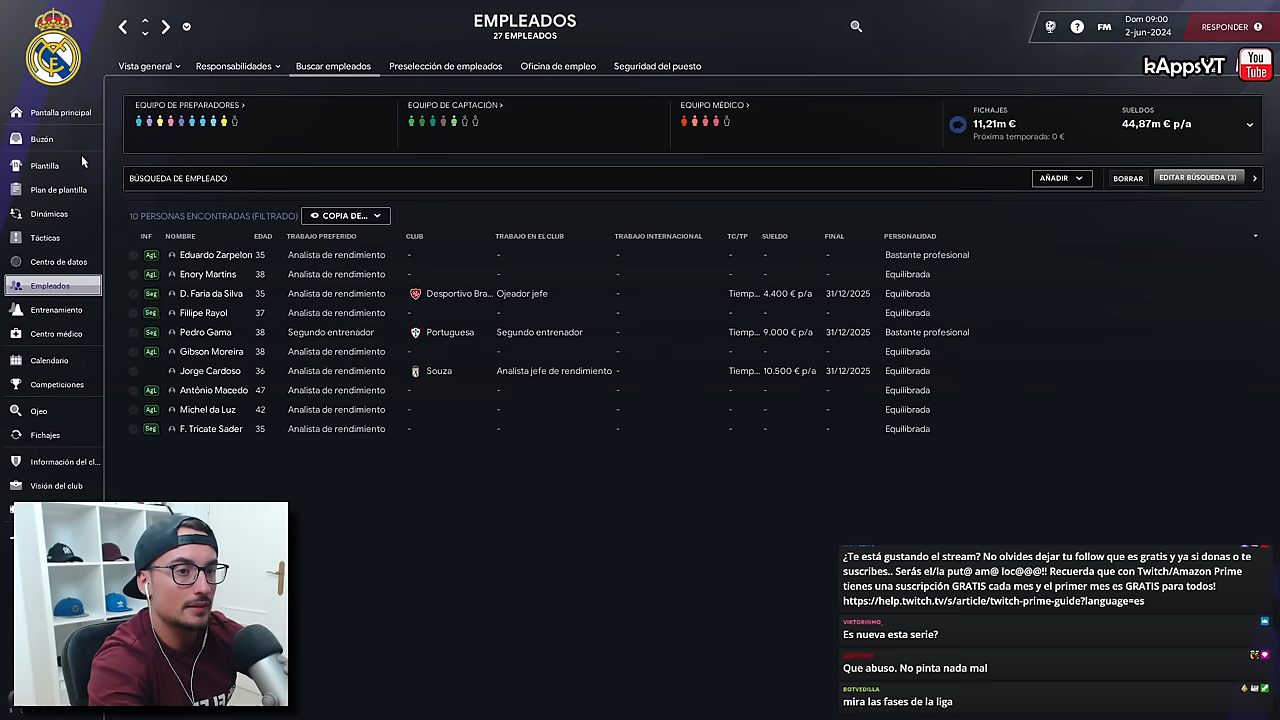 EMPLEADOS
27 EMPLEADOS
Dom 09:00
2-jun-2024
RESPONDER
FM
kAppsYT
You
Tube
Vista general
Responsabilidades
Buscar empleados
Preselección de empleados
Oficina de empleo
Seguridad del puesto
Pantalla principal
Buzón
Plantilla
Plan de plantilla
Dinámicas
Tácticas
Centro de datos
Empleados
Entrenamiento
Centro médico
Calendario
Competiciones
Ojeo
Fichajes
Información del cl...
Visión del club
EQUIPO DE PREPARADORES >
EQUIPO DE CAPTACIÓN >
EQUIPO MÉDICO >
FICHAJES
11,21m €
Próxima temporada: 0 €
SUELDOS
44,87m € p/a
BÚSQUEDA DE EMPLEADO
AÑADIR
BORRAR
EDITAR BÚSQUEDA (3)
10 PERSONAS ENCONTRADAS (FILTRADO)
COPIA DE...
INF NOMBRE EDAD TRABAJO PREFERIDO CLUB TRABAJO EN EL CLUB TRABAJO INTERNACIONAL TC/TP SUELDO FINAL PERSONALIDAD
AgL Eduardo Zarpelon 35 Analista de rendimiento - - - - - - Bastante profesional
AgL Enory Martins 38 Analista de rendimiento - - - - - - Equilibrada
Seg D. Faria da Silva 35 Analista de rendimiento Desportivo Bra... Ojeador jefe - Tiemp... 4.400 € p/a 31/12/2025 Equilibrada
Seg Fillipe Rayol 37 Analista de rendimiento - - - - - - Equilibrada
Seg Pedro Gama 38 Segundo entrenador Portuguesa Segundo entrenador - Tiemp... 9.000 € p/a 31/12/2025 Bastante profesional
AgL Gibson Moreira 38 Analista de rendimiento - - - - - - Equilibrada
Jorge Cardoso 36 Analista de rendimiento Souza Analista jefe de rendimiento - Tiemp... 10.500 € p/a 31/12/2025 Equilibrada
AgL Antônio Macedo 47 Analista de rendimiento - - - - - - Equilibrada
AgL Michel da Luz 42 Analista de rendimiento - - - - - - Equilibrada
Seg F. Tricate Sader 35 Analista de rendimiento - - - - - - Equilibrada
¿Te está gustando el stream? No olvides dejar tu follow que es gratis y ya si donas o te
suscribes.. Serás el/la put@ am@ loc@@@!! Recuerda que con Twitch/Amazon Prime
tienes una suscripción GRATIS cada mes y el primer mes es GRATIS para todos!
https://help.twitch.tv/s/article/twitch-prime-guide?language=es
VIKTORINHO_
Es nueva esta serie?
Que abuso. No pinta nada mal
BOTVEDILLA
mira las fases de la liga